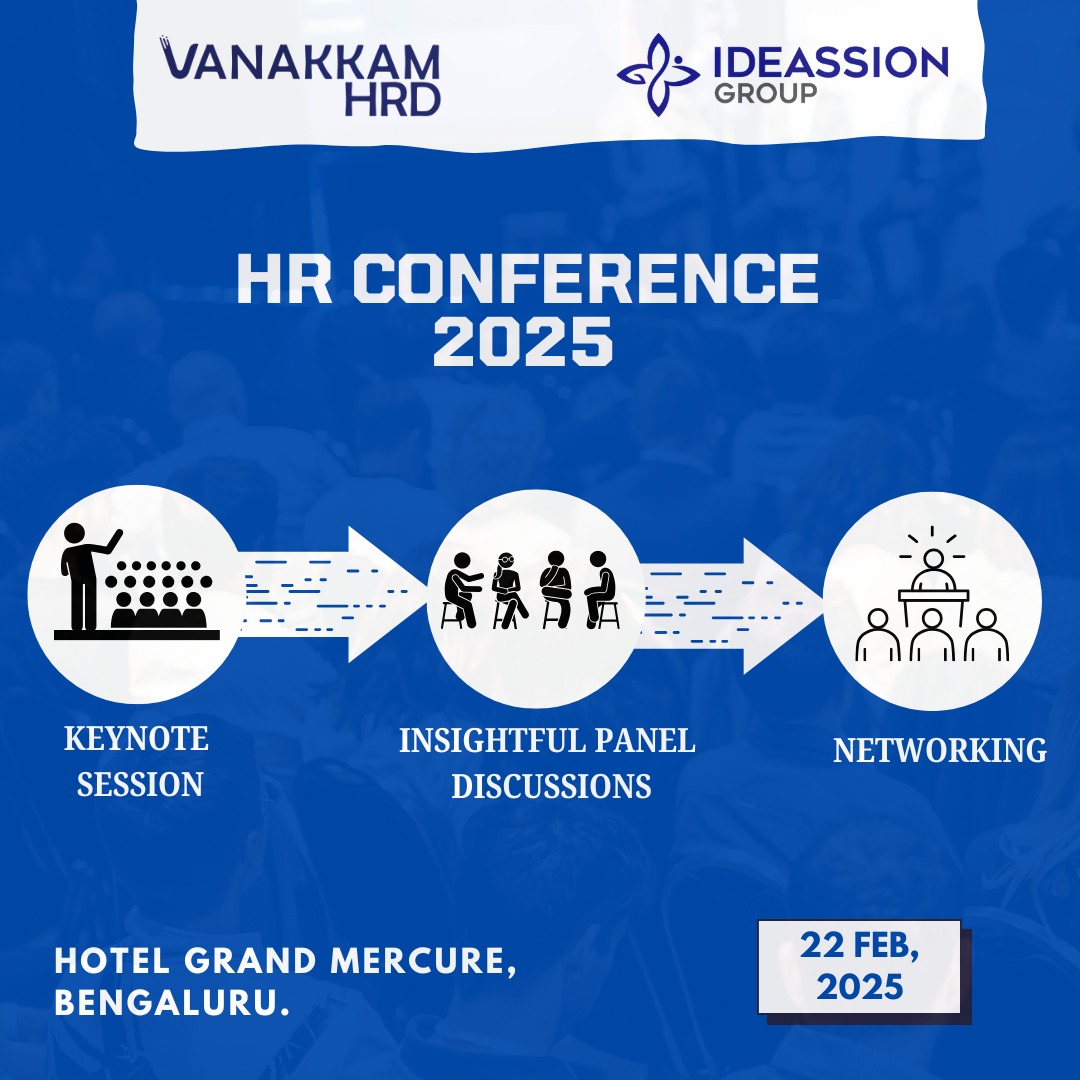 VANAKKAM
HRD
IDEASSION
GROUP
HR CONFERENCE
2025
KEYNOTE
SESSION
INSIGHTFUL PANEL
DISCUSSIONS
NETWORKING
HOTEL GRAND MERCURE,
BENGALURU.
22 FEB,
2025